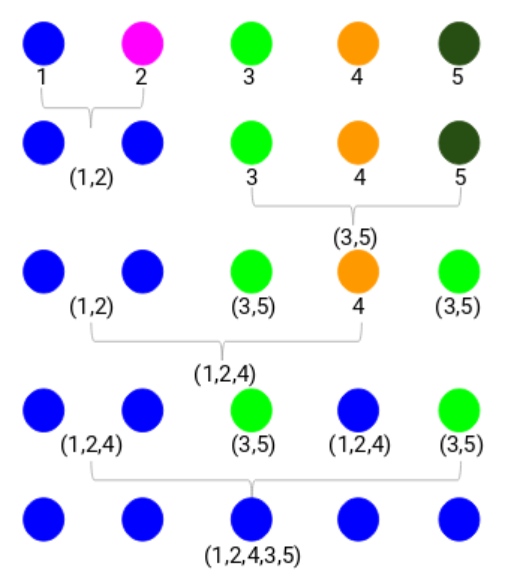 1 2 3 4 5
(1,2) 3 4 5
(3,5)
(1,2) (3,5) 4 (3,5)
(1,2,4)
(1,2,4) (3,5) (1,2,4) (3,5)
(1,2,4,3,5)